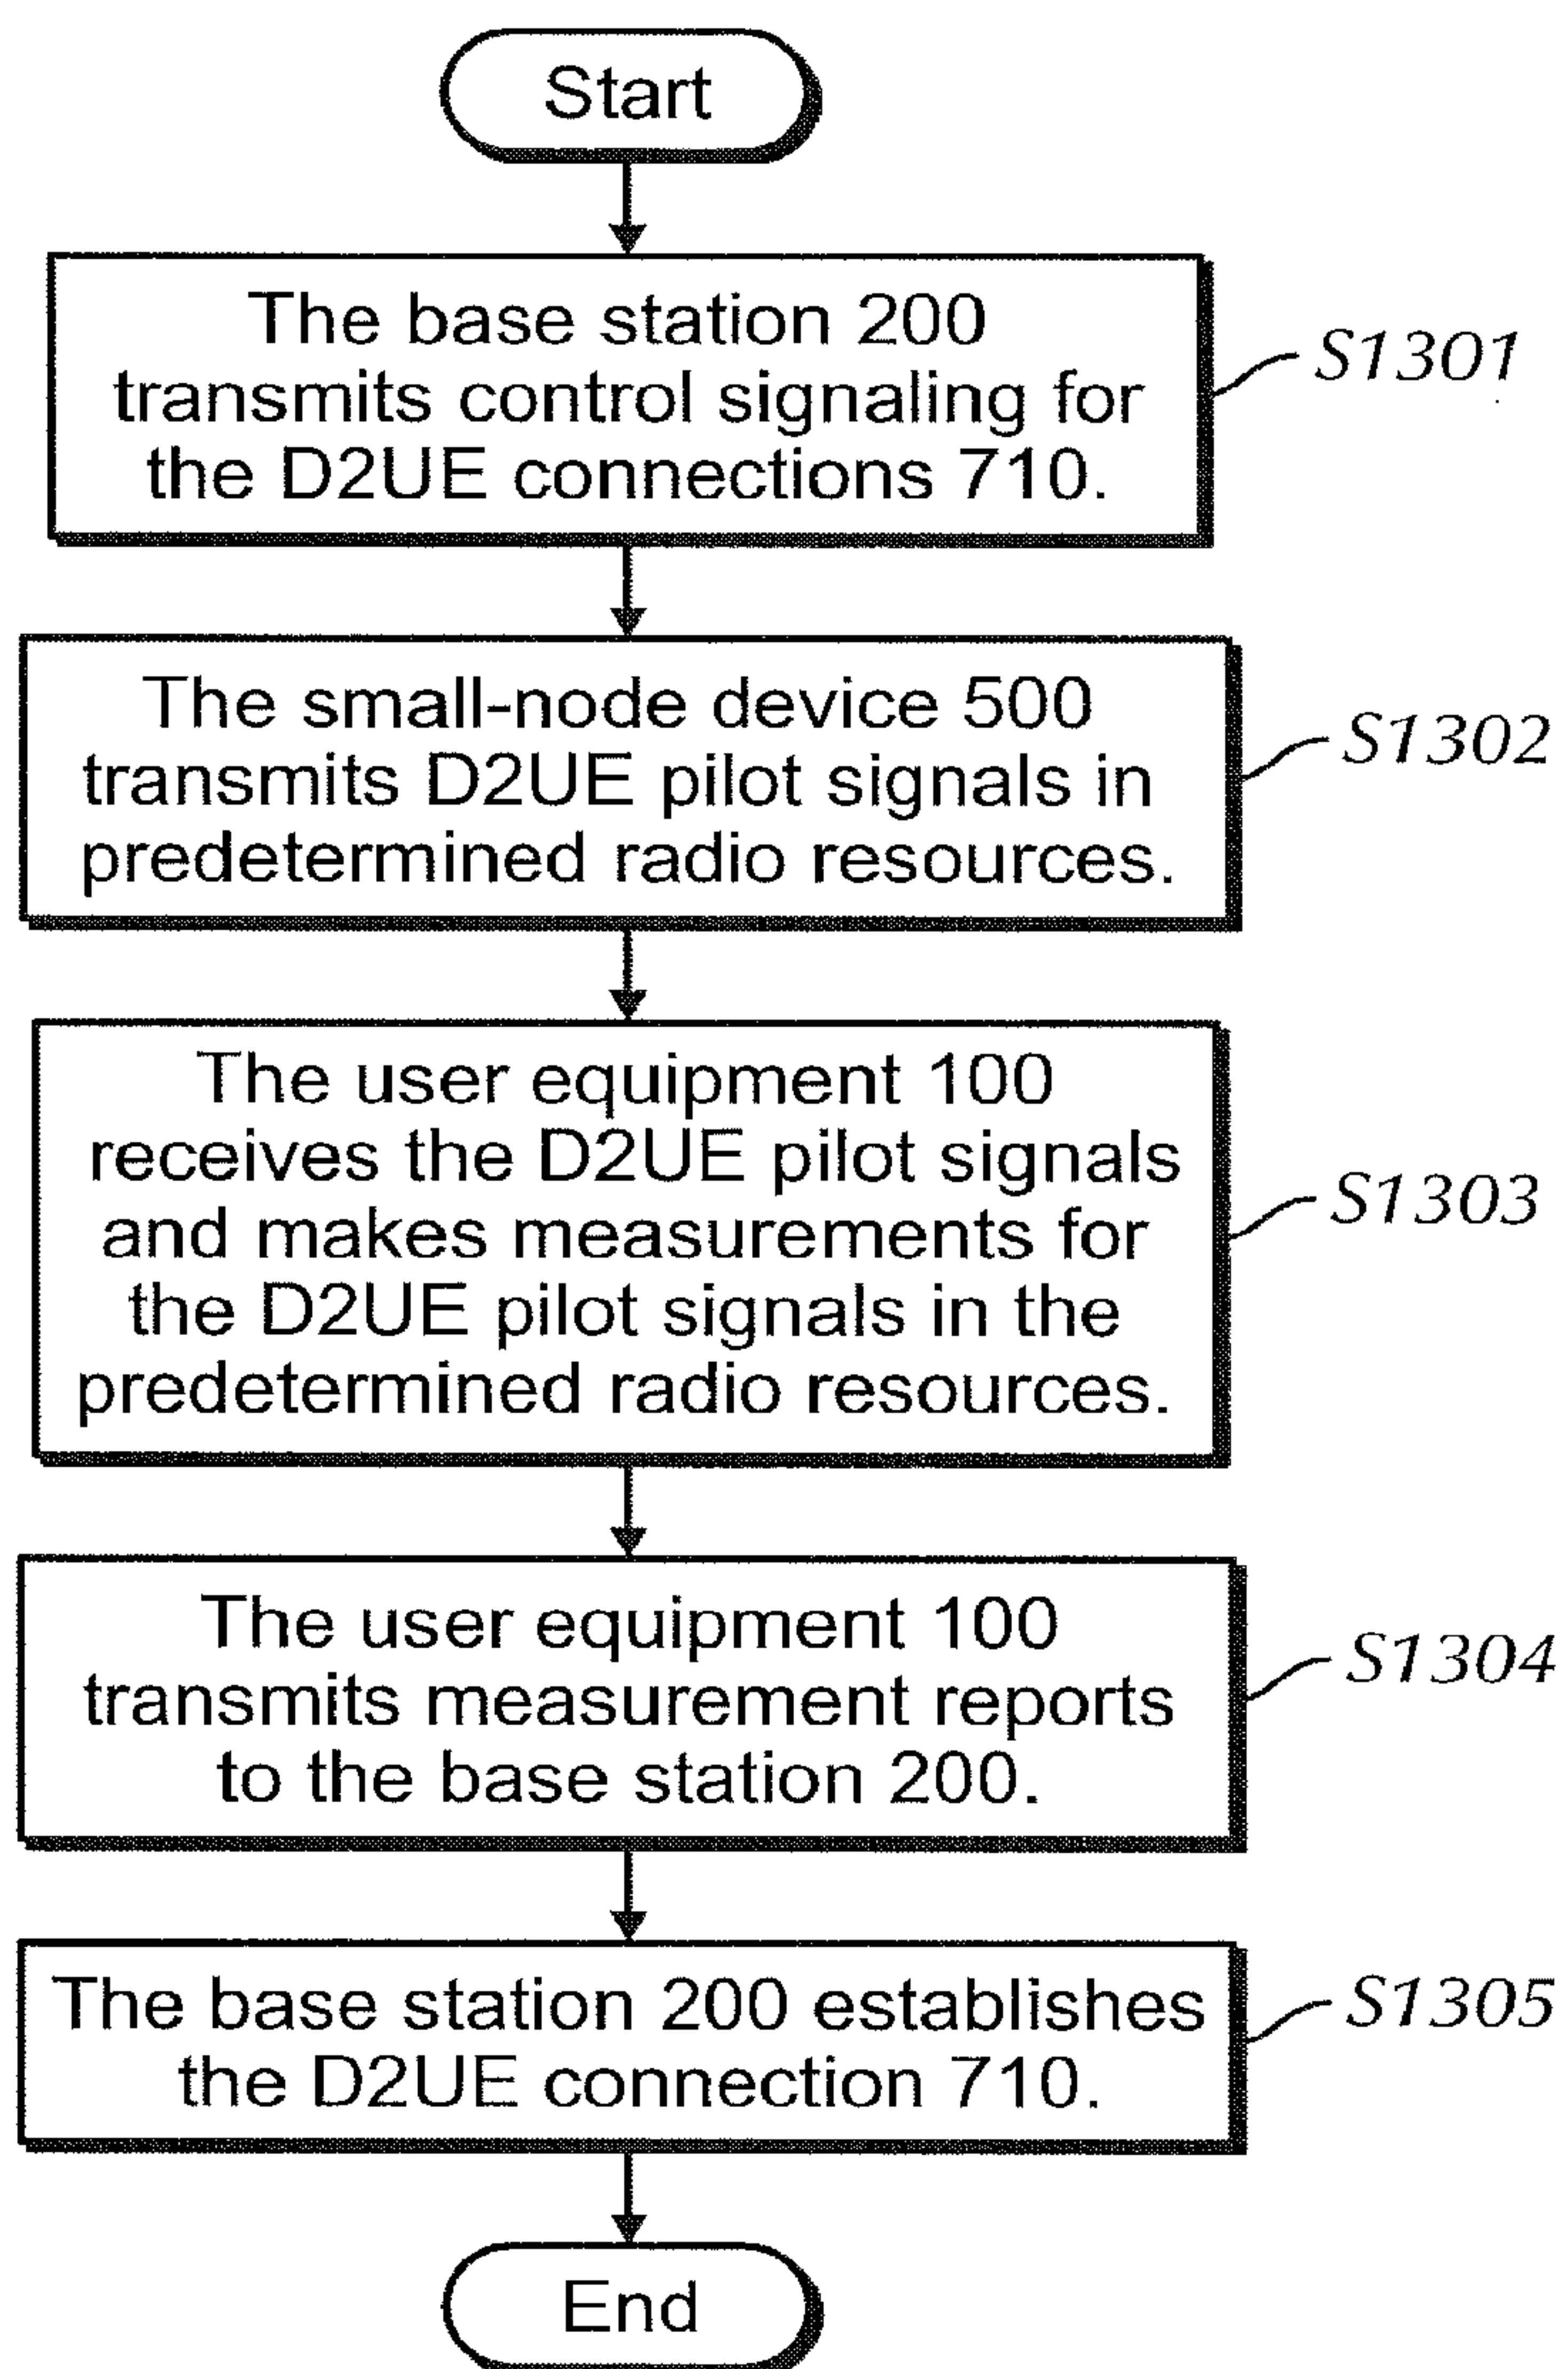 Start
The base station 200
transmits control signaling for
the D2UE connections 710.
S1301
The small-node device 500
transmits D2UE pilot signals in
predetermined radio resources.
S1302
The user equipment 100
receives the D2UE pilot signals
and makes measurements for
the D2UE pilot signals in the
predetermined radio resources.
S1303
The user equipment 100
transmits measurement reports
to the base station 200.
S1304
The base station 200 establishes
the D2UE connection 710.
S1305
End